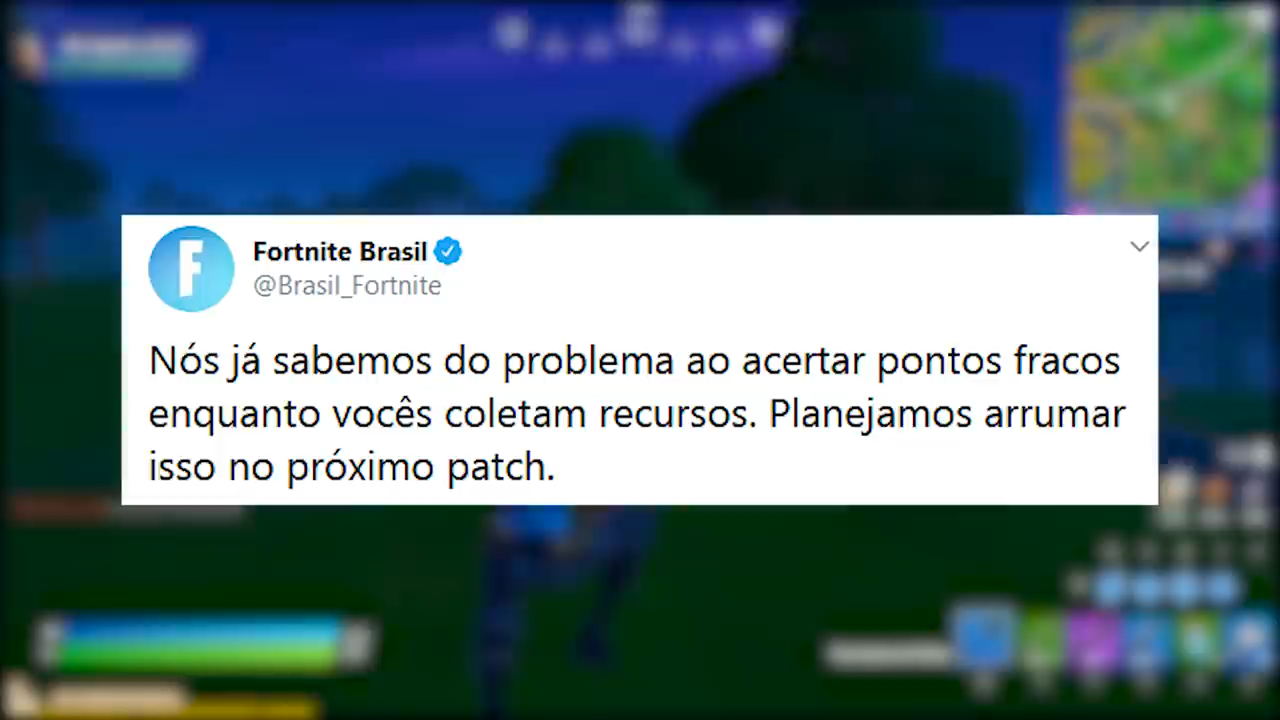 Fortnite Brasil
@Brasil_Fortnite
Nós já sabemos do problema ao acertar pontos fracos
enquanto vocês coletam recursos. Planejamos arrumar
isso no próximo patch.